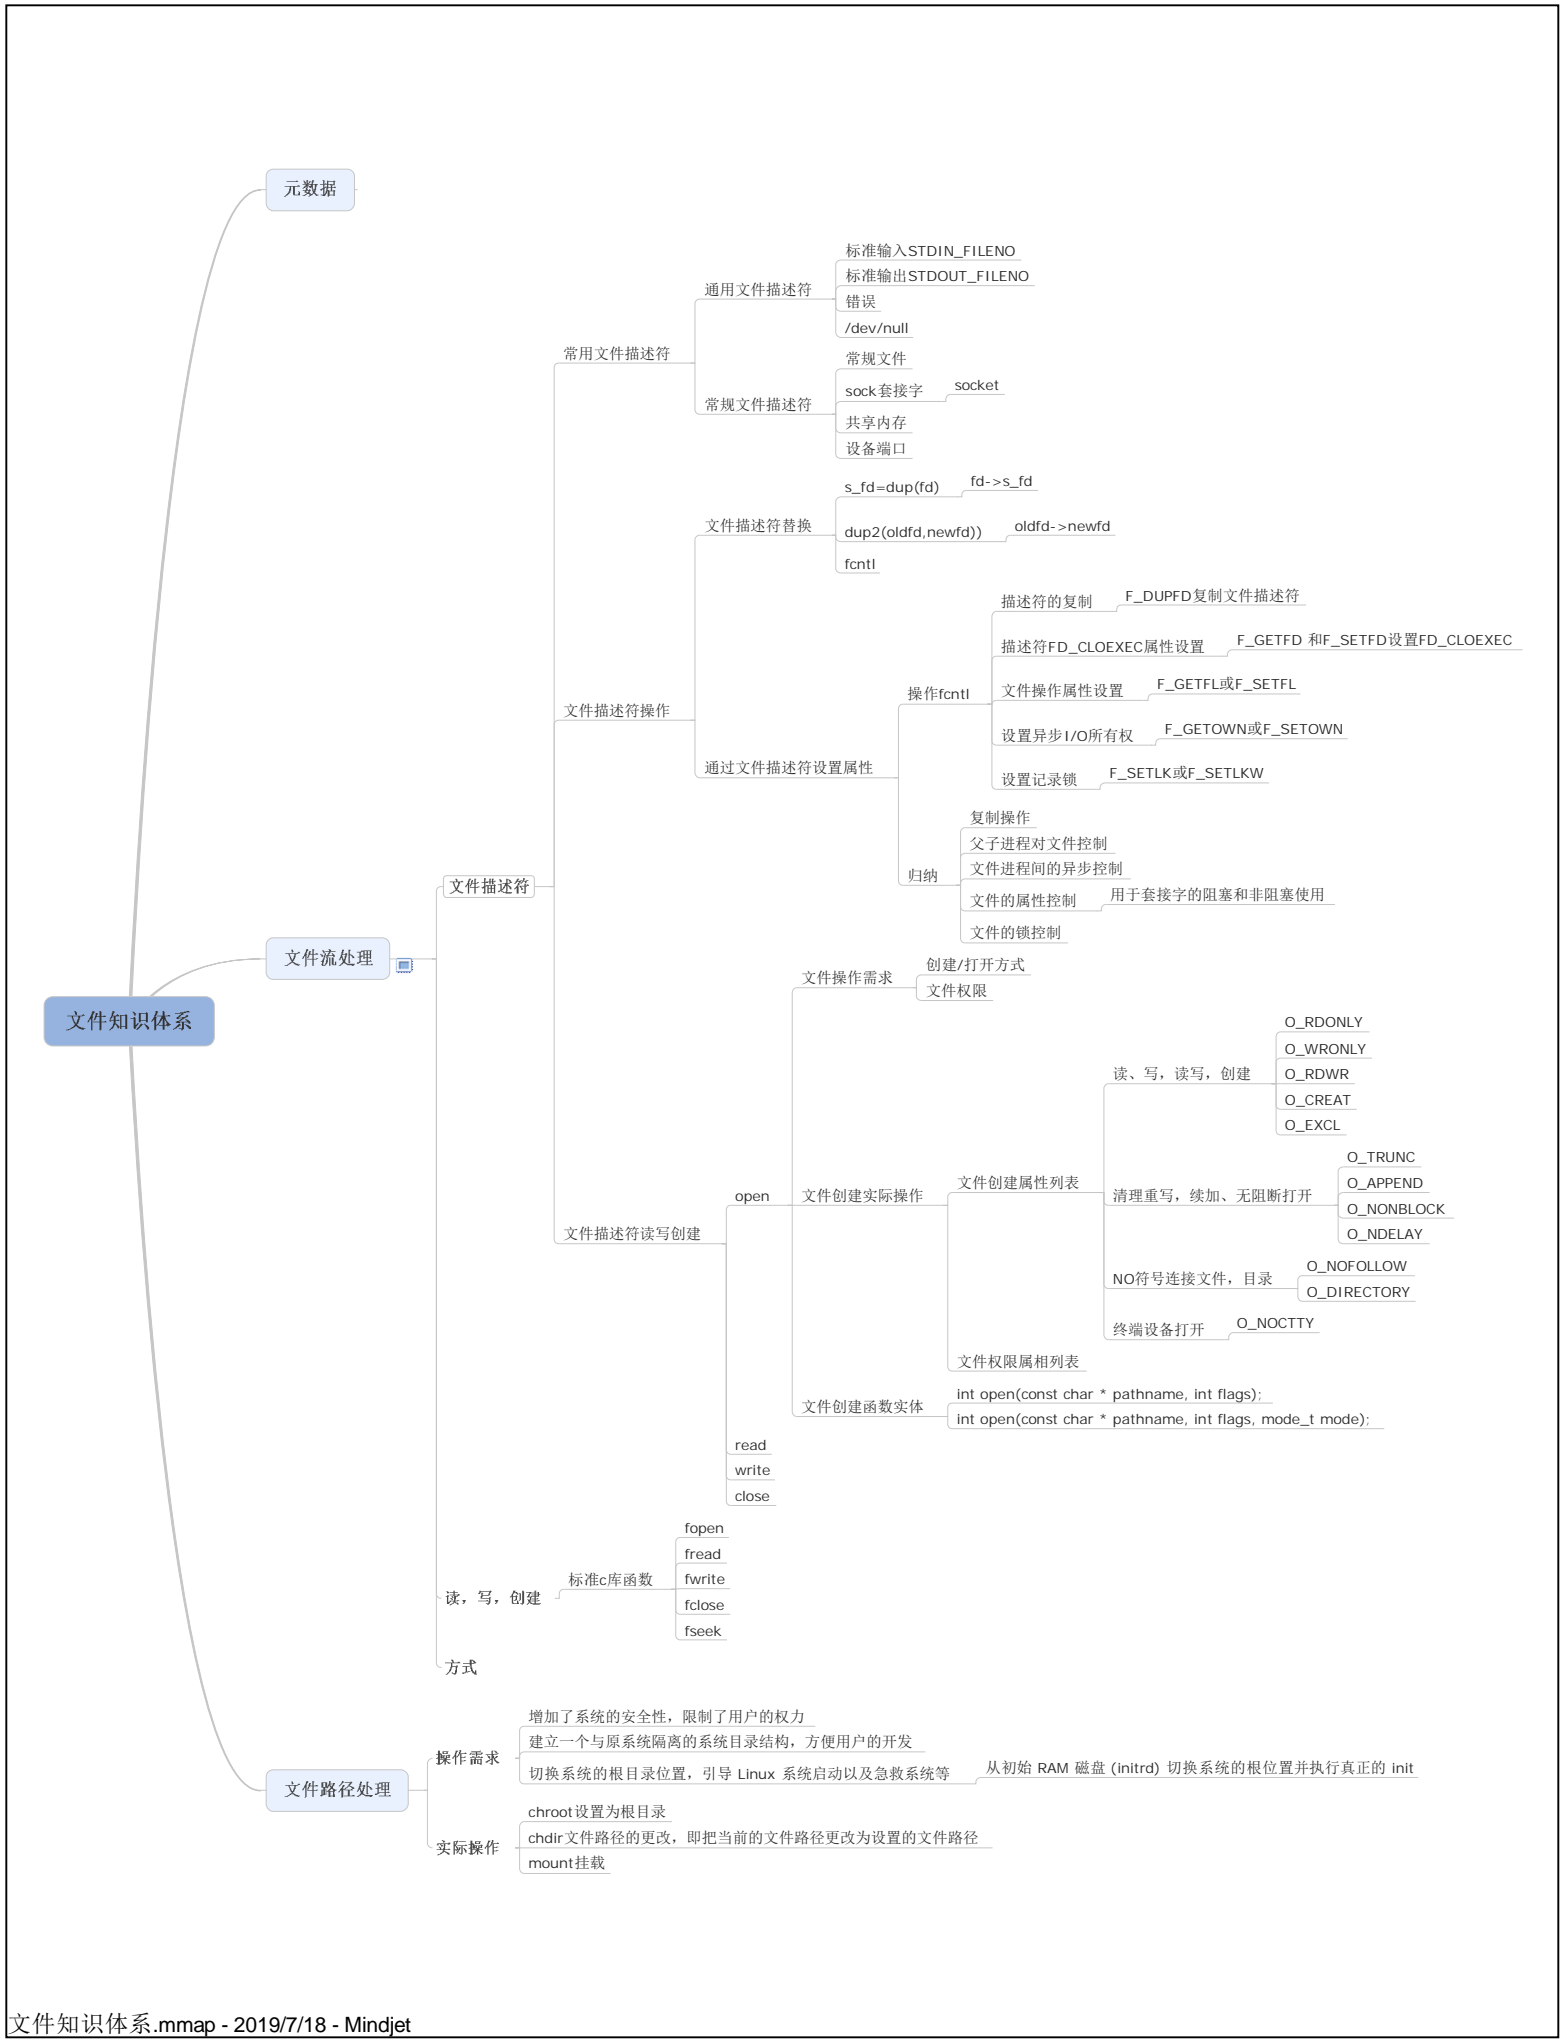 元数据
标准输入STDIN_FILENO
标准输出STDOUT_FILENO
通用文件描述符
错误
/dev/null
常用文件描述符
常规文件
sock套接字
socket
常规文件描述符
共享内存
设备端口
s_fd=dup(fd)
fd->s_fd
文件描述符替换
dup2(oldfd,newfd))
oldfd->newfd
fcntl
描述符的复制
F_DUPFD复制文件描述符
描述符FD_CLOEXEC属性设置
F_GETFD 和F_SETFD设置FD_CLOEXEC
操作fcntl
文件操作属性设置
F_GETFL或F_SETFL
文件描述符操作
设置异步I/O所有权
F_GETOWN或F_SETOWN
通过文件描述符设置属性
设置记录锁
F_SETLK或F_SETLKW
复制操作
父子进程对文件控制
文件进程间的异步控制
归纳
文件的属性控制
用于套接字的阻塞和非阻塞使用
文件的锁控制
文件描述符
文件流处理
文件知识体系
文件操作需求
创建/打开方式
文件权限
O_RDONLY
O_WRONLY
读、写，读写，创建
O_RDWR
O_CREAT
O_EXCL
O_TRUNC
文件创建属性列表
O_APPEND
open
文件创建实际操作
清理重写，续加、无阻断打开
O_NONBLOCK
文件描述符读写创建
O_NDELAY
NO符号连接文件，目录
O_NOFOLLOW
O_DIRECTORY
终端设备打开
O_NOCTTY
文件权限属相列表
文件创建函数实体
int open(const char * pathname, int flags);
int open(const char * pathname, int flags, mode_t mode);
read
write
close
fopen
fread
读，写，创建
标准c库函数
fwrite
fclose
fseek
方式
增加了系统的安全性，限制了用户的权力
操作需求
建立一个与原系统隔离的系统目录结构，方便用户的开发
切换系统的根目录位置，引导 Linux 系统启动以及急救系统等
从初始 RAM 磁盘 (initrd) 切换系统的根位置并执行真正的 init
文件路径处理
chroot设置为根目录
实际操作
chdir文件路径的更改，即把当前的文件路径更改为设置的文件路径
mount挂载
文件知识体系.mmap - 2019/7/18 - Mindjet